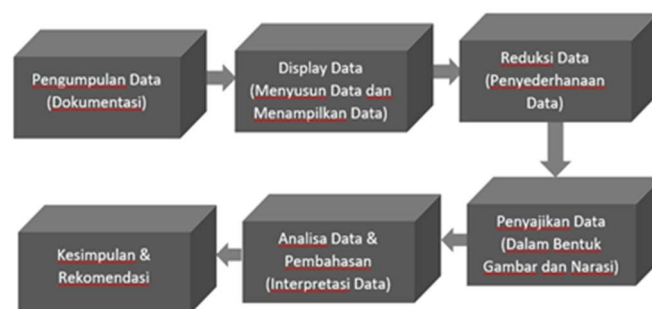 Pengumpulan Data
(Dokumentasi)
Display Data
(Menyusun Data dan
Menampilkan Data)
Reduksi Data
(Penyederhanaan
Data)
Penyajikan Data
(Dalam Bentuk
Gambar dan Narasi)
Analisa Data &
Pembahasan
(Interpretasi Data)
Kesimpulan &
Rekomendasi